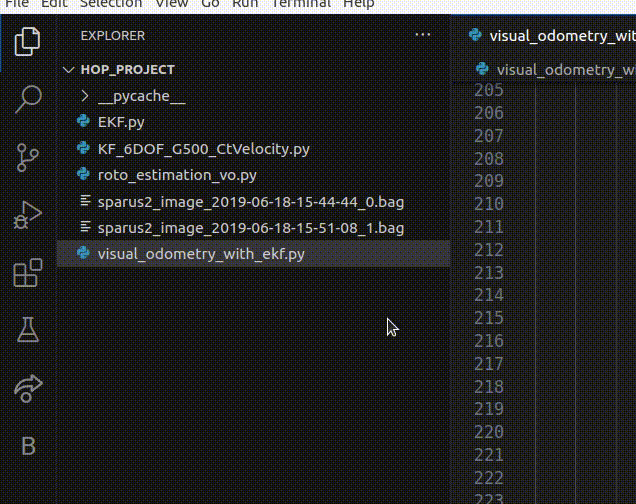 File Edit Selection View Go Run Terminal Help
EXPLORER ···
visual_odometry_wit
HOP_PROJECT
visual_odometry_w
__pycache__
EKF.py
KF_6DOF_G500_CtVelocity.py
roto_estimation_vo.py
sparus2_image_2019-06-18-15-44-44_0.bag
sparus2_image_2019-06-18-15-51-08_1.bag
visual_odometry_with_ekf.py
B
205
206
207
208
209
210
211
212
213
214
215
216
217
218
219
220
221
222
223